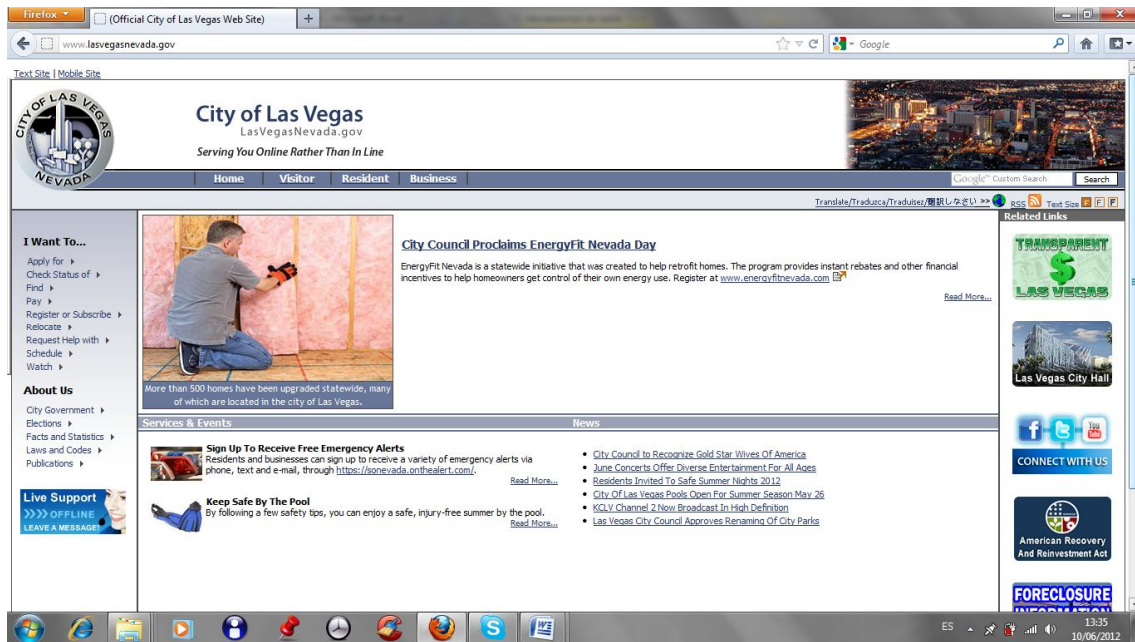 Firefox
(Official City of Las Vegas Web Site)
www.lasvegasnevada.gov
Google
Text Site | Mobile Site
CITY OF LAS VEGAS
NEVADA
City of Las Vegas
LasVegasNevada.gov
Serving You Online Rather Than In Line
Home Visitor Resident Business
Google™ Custom Search Search
Translate/Traduzca/Traduisez/翻訳しなさい >> RSS Text Size F F F
I Want To...
Apply for
Check Status of
Find
Pay
Register or Subscribe
Relocate
Request Help with
Schedule
Watch
About Us
City Government
Elections
Facts and Statistics
Laws and Codes
Publications
Live Support
>>>> OFFLINE
LEAVE A MESSAGE!
More than 500 homes have been upgraded statewide, many
of which are located in the city of Las Vegas.
City Council Proclaims EnergyFit Nevada Day
EnergyFit Nevada is a statewide initiative that was created to help retrofit homes. The program provides instant rebates and other financial
incentives to help homeowners get control of their own energy use. Register at www.energyfitnevada.com
Read More...
Services & Events
Sign Up To Receive Free Emergency Alerts
Residents and businesses can sign up to receive a variety of emergency alerts via
phone, text and e-mail, through https://sonevada.onthealert.com/.
Read More...
Keep Safe By The Pool
By following a few safety tips, you can enjoy a safe, injury-free summer by the pool.
Read More...
News
City Council to Recognize Gold Star Wives Of America
June Concerts Offer Diverse Entertainment For All Ages
Residents Invited To Safe Summer Nights 2012
City Of Las Vegas Pools Open For Summer Season May 26
KCLV Channel 2 Now Broadcast In High Definition
Las Vegas City Council Approves Renaming Of City Parks
Related Links
TRANSPARENT
$
LAS VEGAS
Las Vegas City Hall
You Tube
CONNECT WITH US
American Recovery
And Reinvestment Act
FORECLOSURE
INFORMATION
ES
13:35
10/06/2012